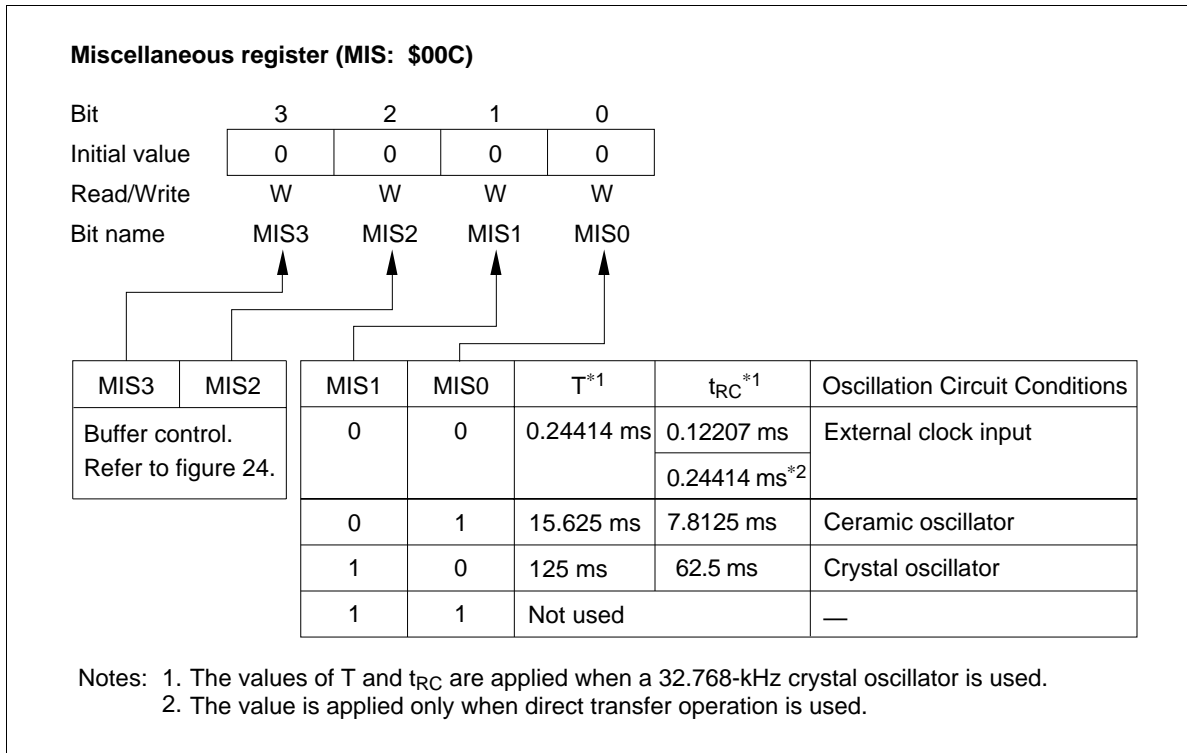 Miscellaneous register (MIS: $00C)
Bit 3 2 1 0
Initial value 0 0 0 0
Read/Write W W W W
Bit name MIS3 MIS2 MIS1 MIS0
MIS3 MIS2 MIS1 MIS0 T*1 tRC*1 Oscillation Circuit Conditions
Buffer control. 0 0 0.24414 ms 0.12207 ms External clock input
Refer to figure 24. 0.24414 ms*2
0 1 15.625 ms 7.8125 ms Ceramic oscillator
1 0 125 ms 62.5 ms Crystal oscillator
1 1 Not used —
Notes: 1. The values of T and tRC are applied when a 32.768-kHz crystal oscillator is used.
2. The value is applied only when direct transfer operation is used.